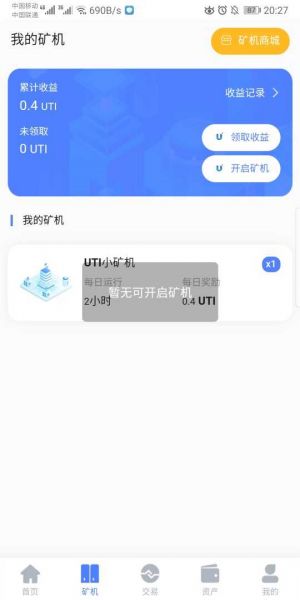 中国移动
中国联通
690B/s
87
20:27
我的矿机
矿机商城
累计收益
0.4 UTI
收益记录
未领取
0 UTI
领取收益
开启矿机
我的矿机
UTI小矿机
x1
每日运行
每日奖励
暂无可开启矿机
2小时
0.4 UTI
首页
矿机
交易
资产
我的